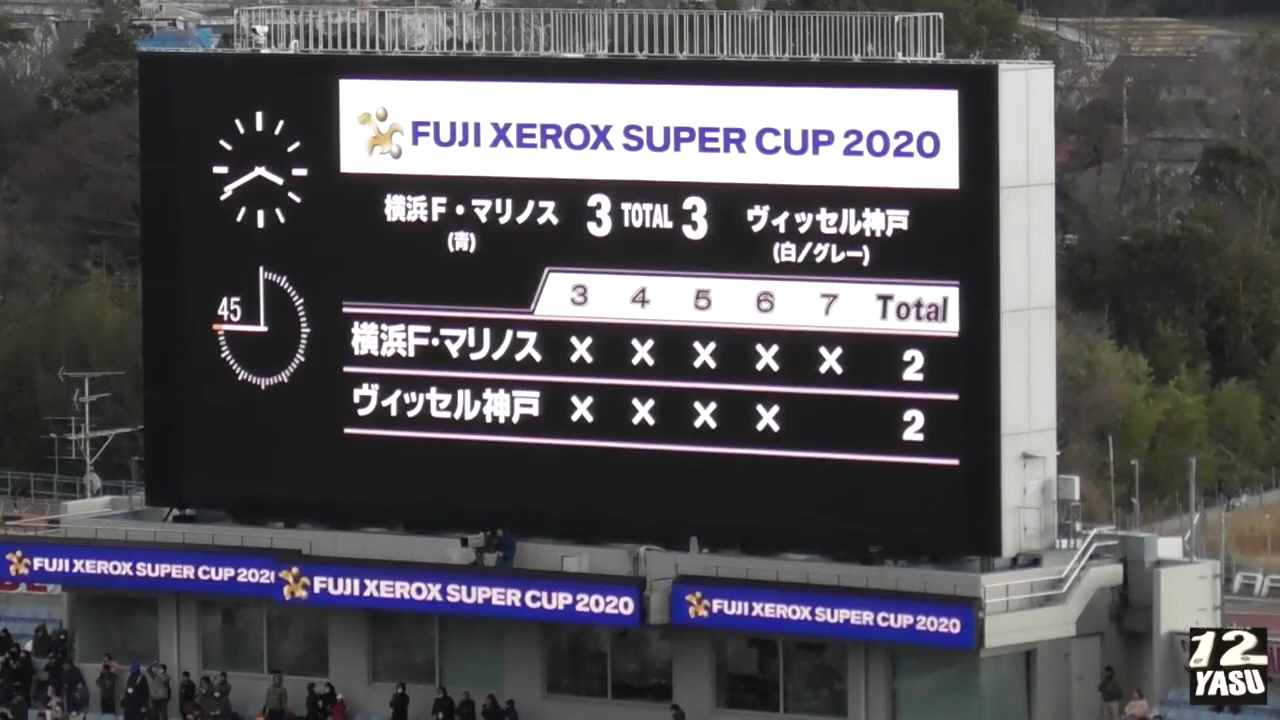 FUJI XEROX SUPER CUP 2020
横浜F・マリノス 3 TOTAL 3 ヴィッセル神戸
(青) (白/グレー)
45
3 4 5 6 7 Total
横浜F・マリノス × × × × × 2
ヴィッセル神戸 × × × × 2
FUJI XEROX SUPER CUP 202
FUJI XEROX SUPER CUP 2020
FUJI XEROX SUPER CUP 2020
12
YASU